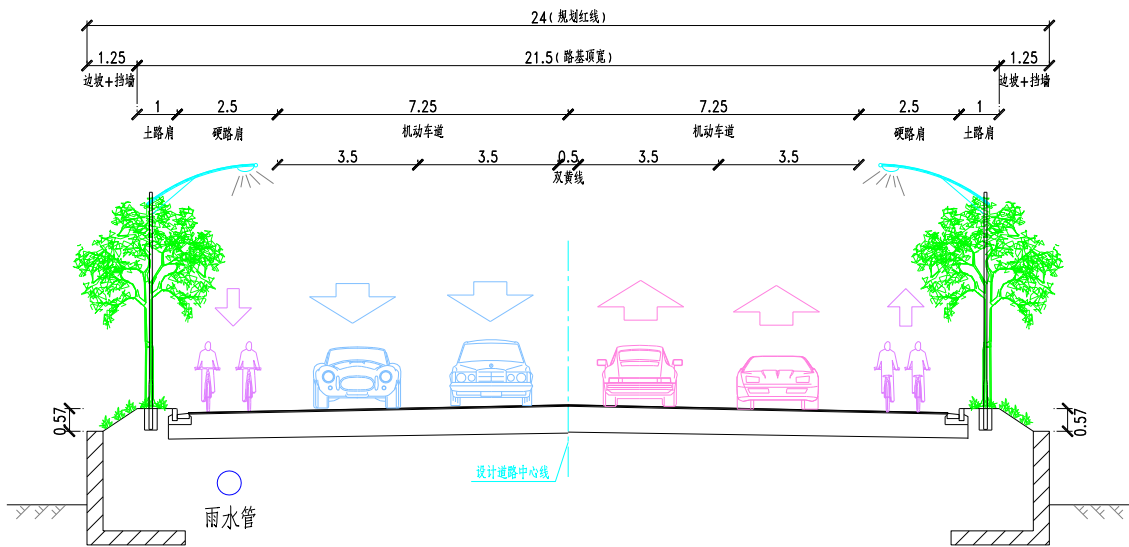 24(规划红线)
1.25
21.5(路基顶宽)
1.25
边坡+挡墙
边坡+挡墙
1
2.5
7.25
7.25
2.5
1
土路肩
硬路肩
机动车道
机动车道
硬路肩
土路肩
3.5
3.5
0.5
3.5
3.5
双黄线
0.57
0.57
设计道路中心线
雨水管